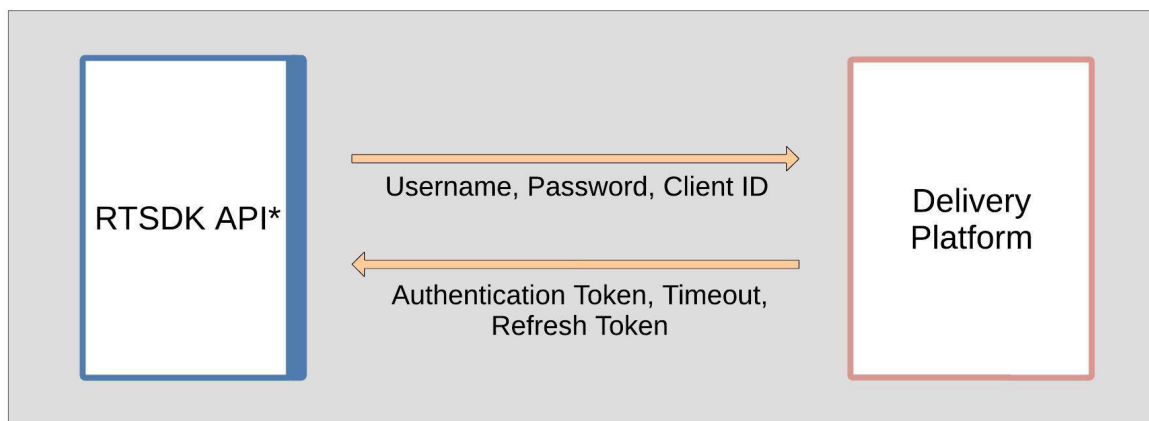 RTSDK API*
Username, Password, Client ID
Authentication Token, Timeout,
Refresh Token
Delivery
Platform